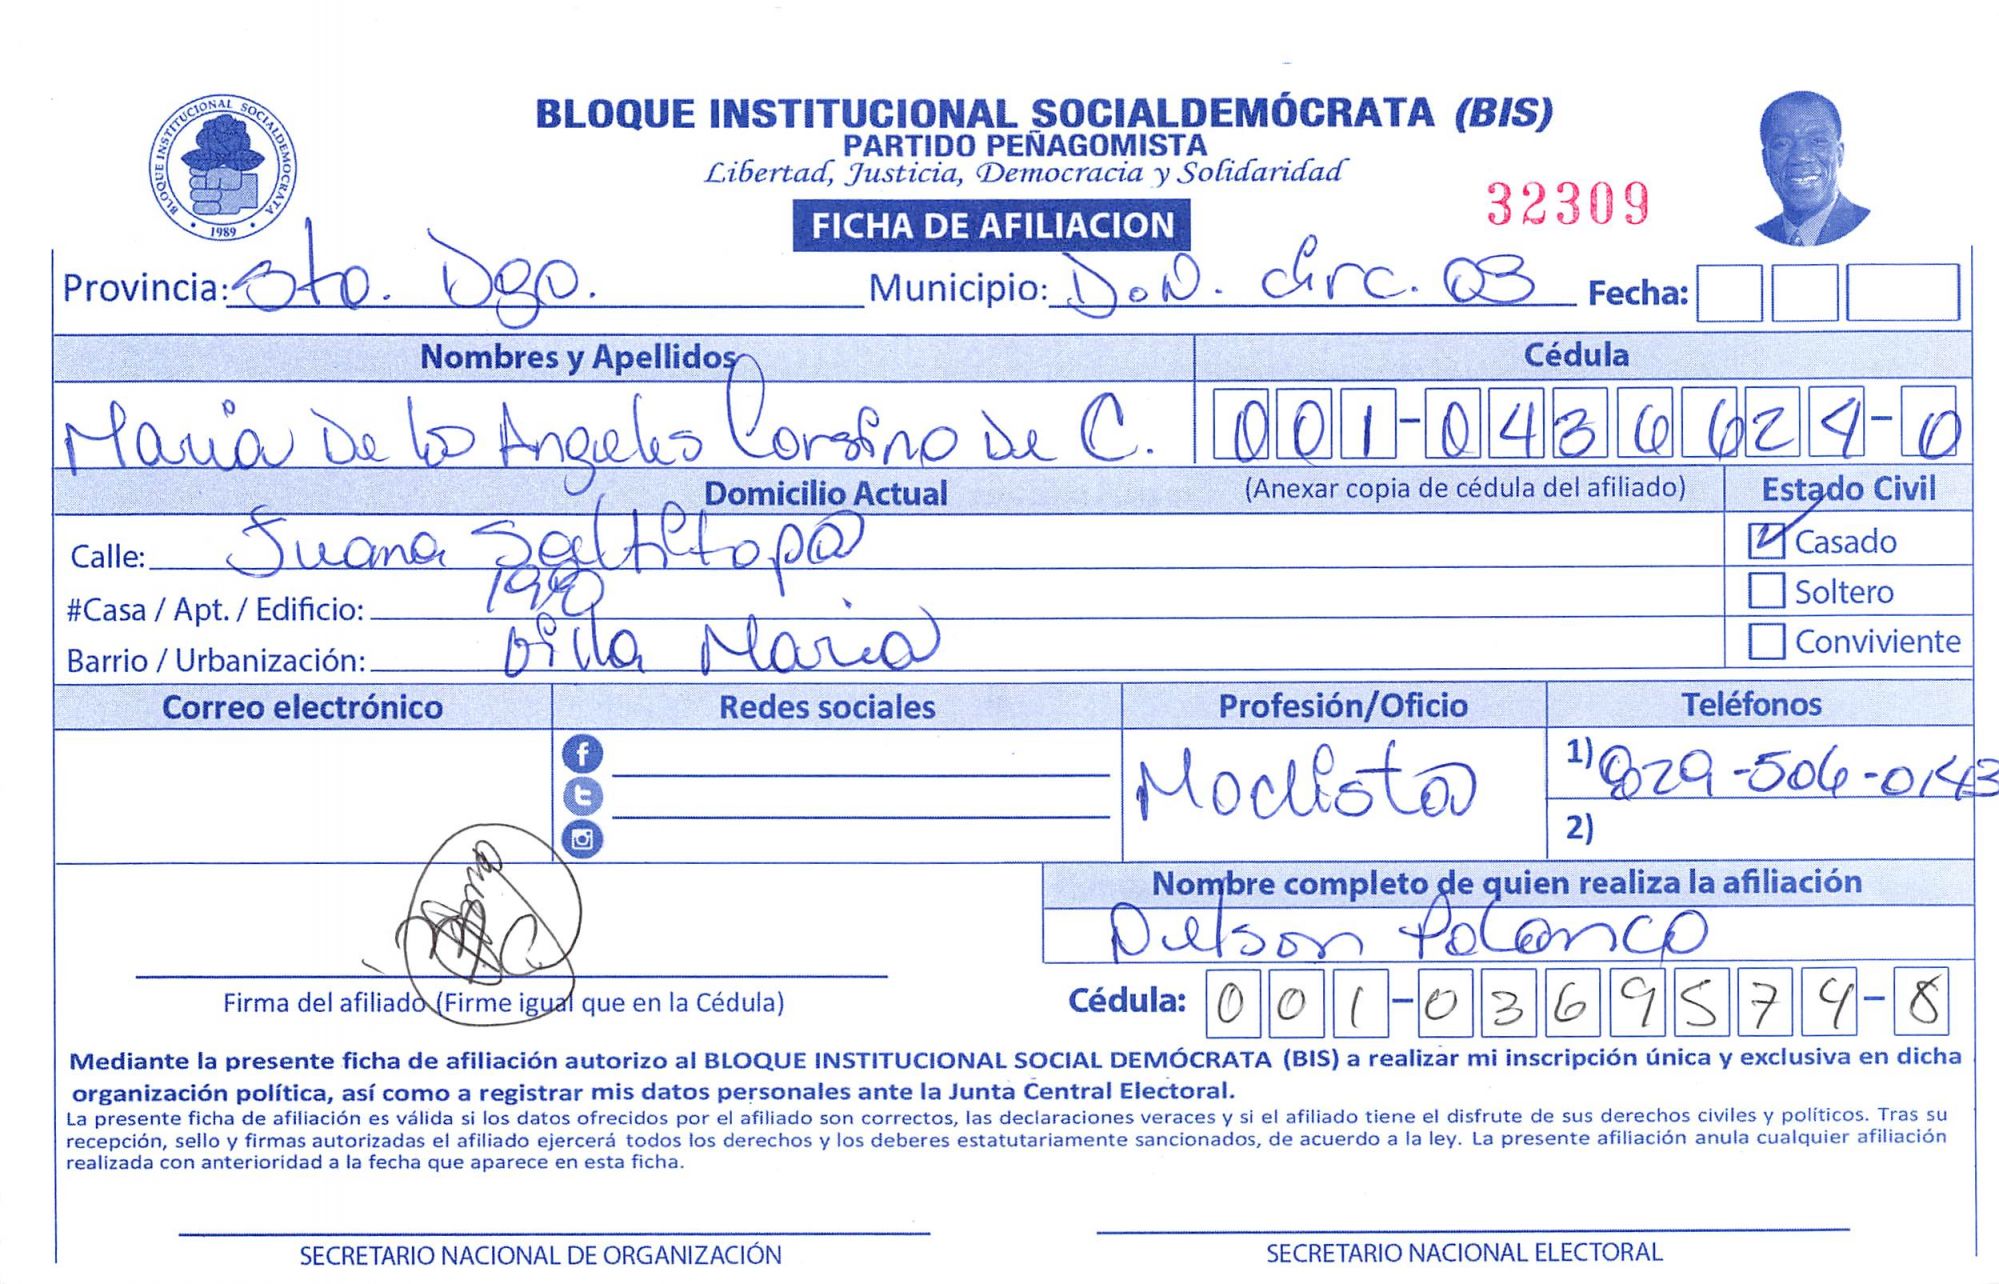 BLOQUE INSTITUCIONAL SOCIALDEMÓCRATA (BIS)
PARTIDO PEÑAGOMISTA
Libertad, Justicia, Democracia y Solidaridad
BLOQUE INSTITUCIONAL SOCIALDEMOCRATA
1989
32309
FICHA DE AFILIACION
Provincia: Sto. Dgo. Municipio: D.N. Circ. 03 Fecha:
Nombres y Apellidos Cédula
Maria De Los Angeles Corsino De C. 001-0436624-0
Domicilio Actual (Anexar copia de cédula del afiliado) Estado Civil
Calle: Juana Saltitopa Casado
#Casa / Apt. / Edificio: Soltero
Barrio / Urbanización: Villa Maria Conviviente
Correo electrónico Redes sociales Profesión/Oficio Teléfonos
Modista 1) 829-506-0143
2)
Nombre completo de quien realiza la afiliación
Nelson Polanco
Firma del afiliado (Firme igual que en la Cédula) Cédula: 001-0369574-8
Mediante la presente ficha de afiliación autorizo al BLOQUE INSTITUCIONAL SOCIAL DEMÓCRATA (BIS) a realizar mi inscripción única y exclusiva en dicha
organización política, así como a registrar mis datos personales ante la Junta Central Electoral.
La presente ficha de afiliación es válida si los datos ofrecidos por el afiliado son correctos, las declaraciones veraces y si el afiliado tiene el disfrute de sus derechos civiles y políticos. Tras su
recepción, sello y firmas autorizadas el afiliado ejercerá todos los derechos y los deberes estatutariamente sancionados, de acuerdo a la ley. La presente afiliación anula cualquier afiliación
realizada con anterioridad a la fecha que aparece en esta ficha.
SECRETARIO NACIONAL DE ORGANIZACIÓN SECRETARIO NACIONAL ELECTORAL